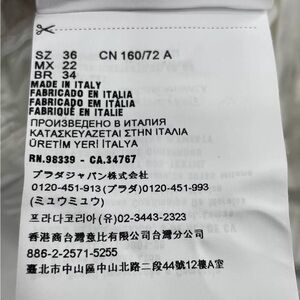 SZ 36 CN 160/72 A
MX 22
BR 34
MADE IN ITALY
FABRICADO EN ITALIA
FABRICADO EM ITÁLIA
FABRIQUÉ EN ITALIE
ПРОИЗВЕДЕНО В ИТАЛИЯ
ΚΑΤΑΣΚΕΥΑΖΕΤΑΙ ΣΤΗΝ ΙΤΑΛΙΑ
ÜRETİM YERİ İTALYA
RN.98339 - CA.34767
プラダジャパン株式会社
0120-451-913 (プラダ) 0120-451-993
(ミュウミュウ)
프라다코리아(유)02-3443-2323
香港商台灣壹比有限公司台灣分公司
886-2-2571-5255
臺北市中山區中山北路二段44號12樓A室